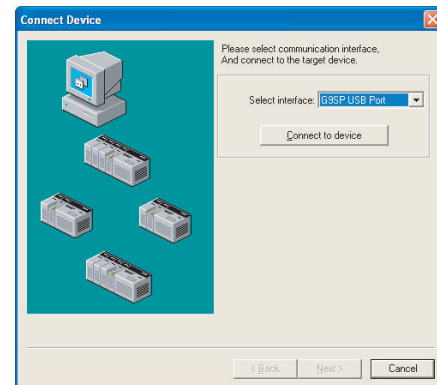 Connect Device
Please select communication interface,
And connect to the target device.
Select interface: G9SP USB Port
Connect to device
< Back Next > Cancel